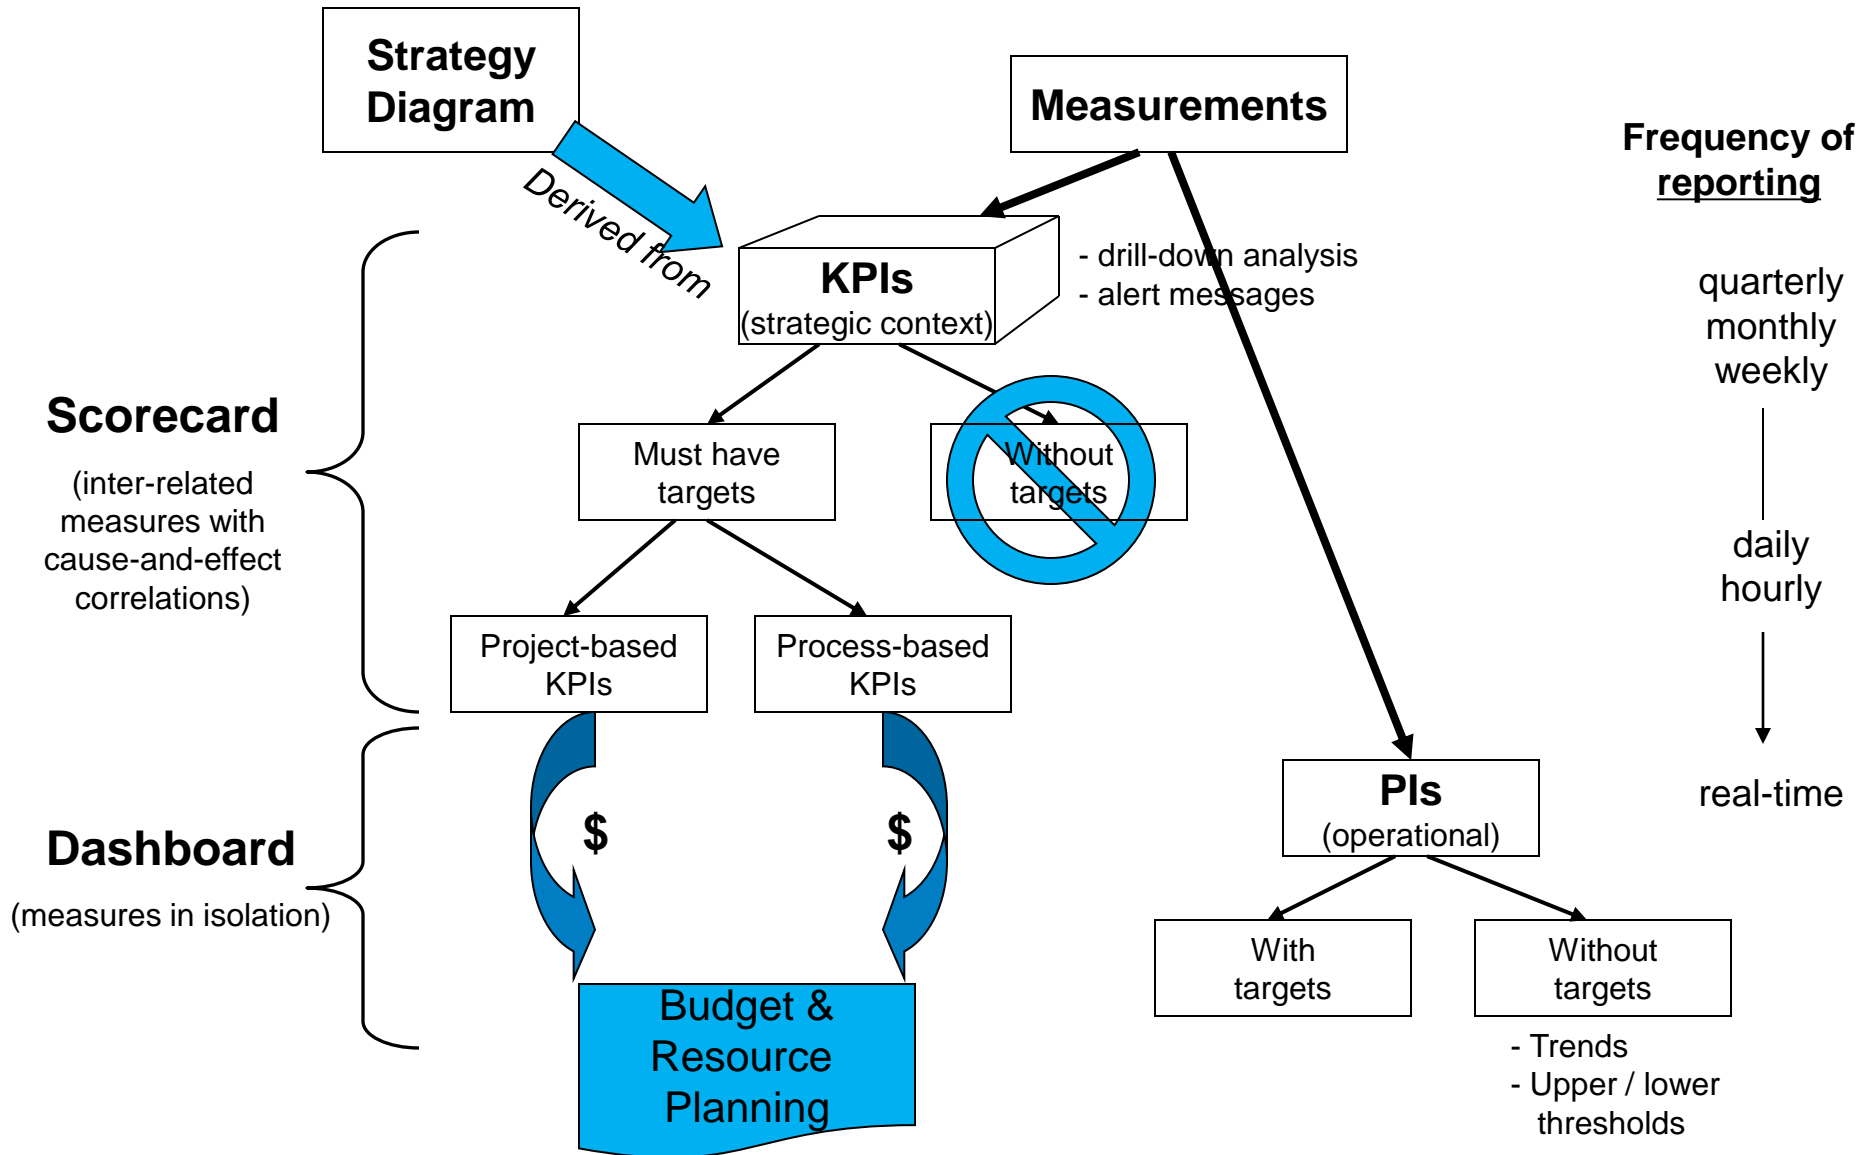 Strategy
Diagram
Measurements
Frequency of
reporting
Derived from
KPIs
(strategic context)
- drill-down analysis
- alert messages
quarterly
monthly
weekly
Scorecard
(inter-related
measures with
cause-and-effect
correlations)
Must have
targets
Without
targets
daily
hourly
Project-based
KPIs
Process-based
KPIs
Dashboard
(measures in isolation)
$
$
PIs
(operational)
real-time
With
targets
Without
targets
- Trends
- Upper / lower
thresholds
Budget &
Resource
Planning